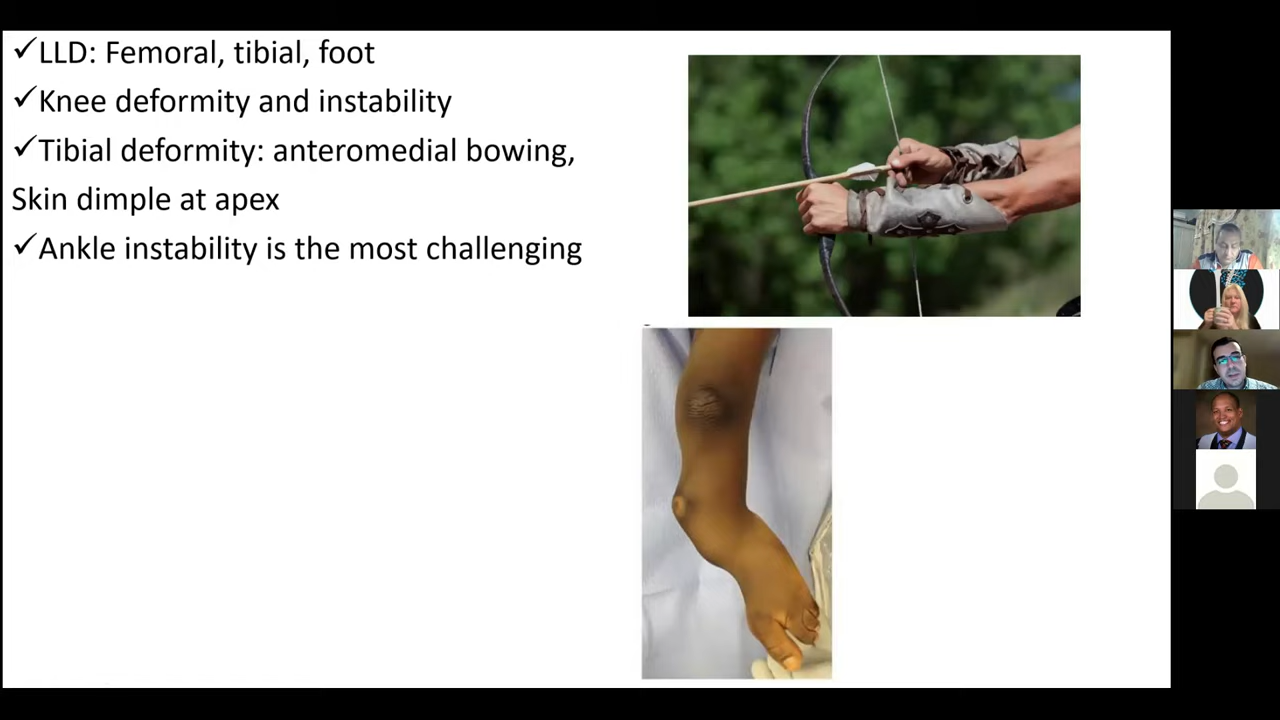 ✓LLD: Femoral, tibial, foot
✓Knee deformity and instability
✓Tibial deformity: anteromedial bowing,
Skin dimple at apex
✓Ankle instability is the most challenging